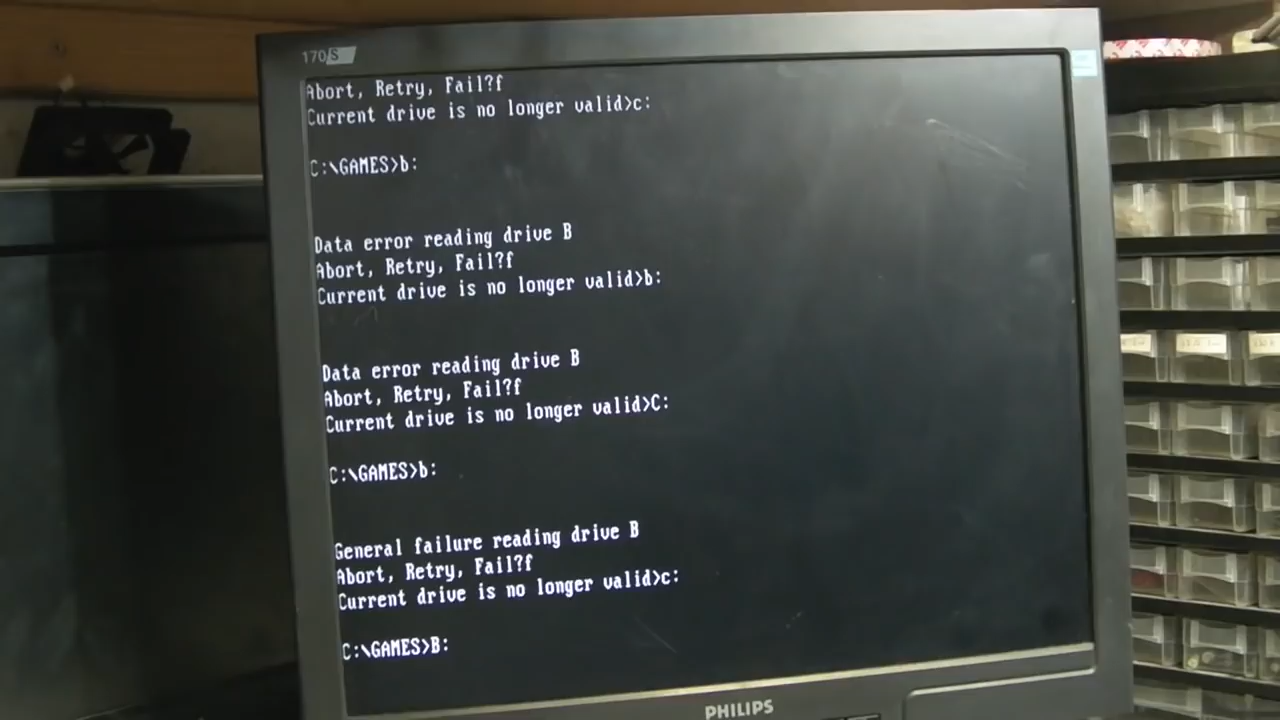 170S
Abort, Retry, Fail?f
Current drive is no longer valid>c:
C:\GAMES>b:
Data error reading drive B
Abort, Retry, Fail?f
Current drive is no longer valid>b:
Data error reading drive B
Abort, Retry, Fail?f
Current drive is no longer valid>C:
C:\GAMES>b:
General failure reading drive B
Abort, Retry, Fail?f
Current drive is no longer valid>c:
C:\GAMES>B:
PHILIPS